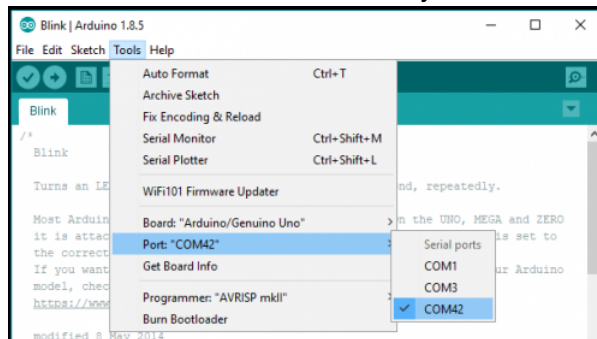 Blink | Arduino 1.8.5
File Edit Sketch Tools Help
Blink
Auto Format Ctrl+T
Archive Sketch
Fix Encoding & Reload
Serial Monitor Ctrl+Shift+M
Serial Plotter Ctrl+Shift+L
WiFi101 Firmware Updater
Board: "Arduino/Genuino Uno"
Port: "COM42"
Get Board Info
Programmer: "AVRISP mkII"
Burn Bootloader
Serial ports
COM1
COM3
COM42
/*
Blink
Turns an LE nd, repeatedly.
Most Arduin n the UNO, MEGA and ZERO
it is attac is set to
the correct
If you want ur Arduino
model, chec
https://www
modified 8 May 2014